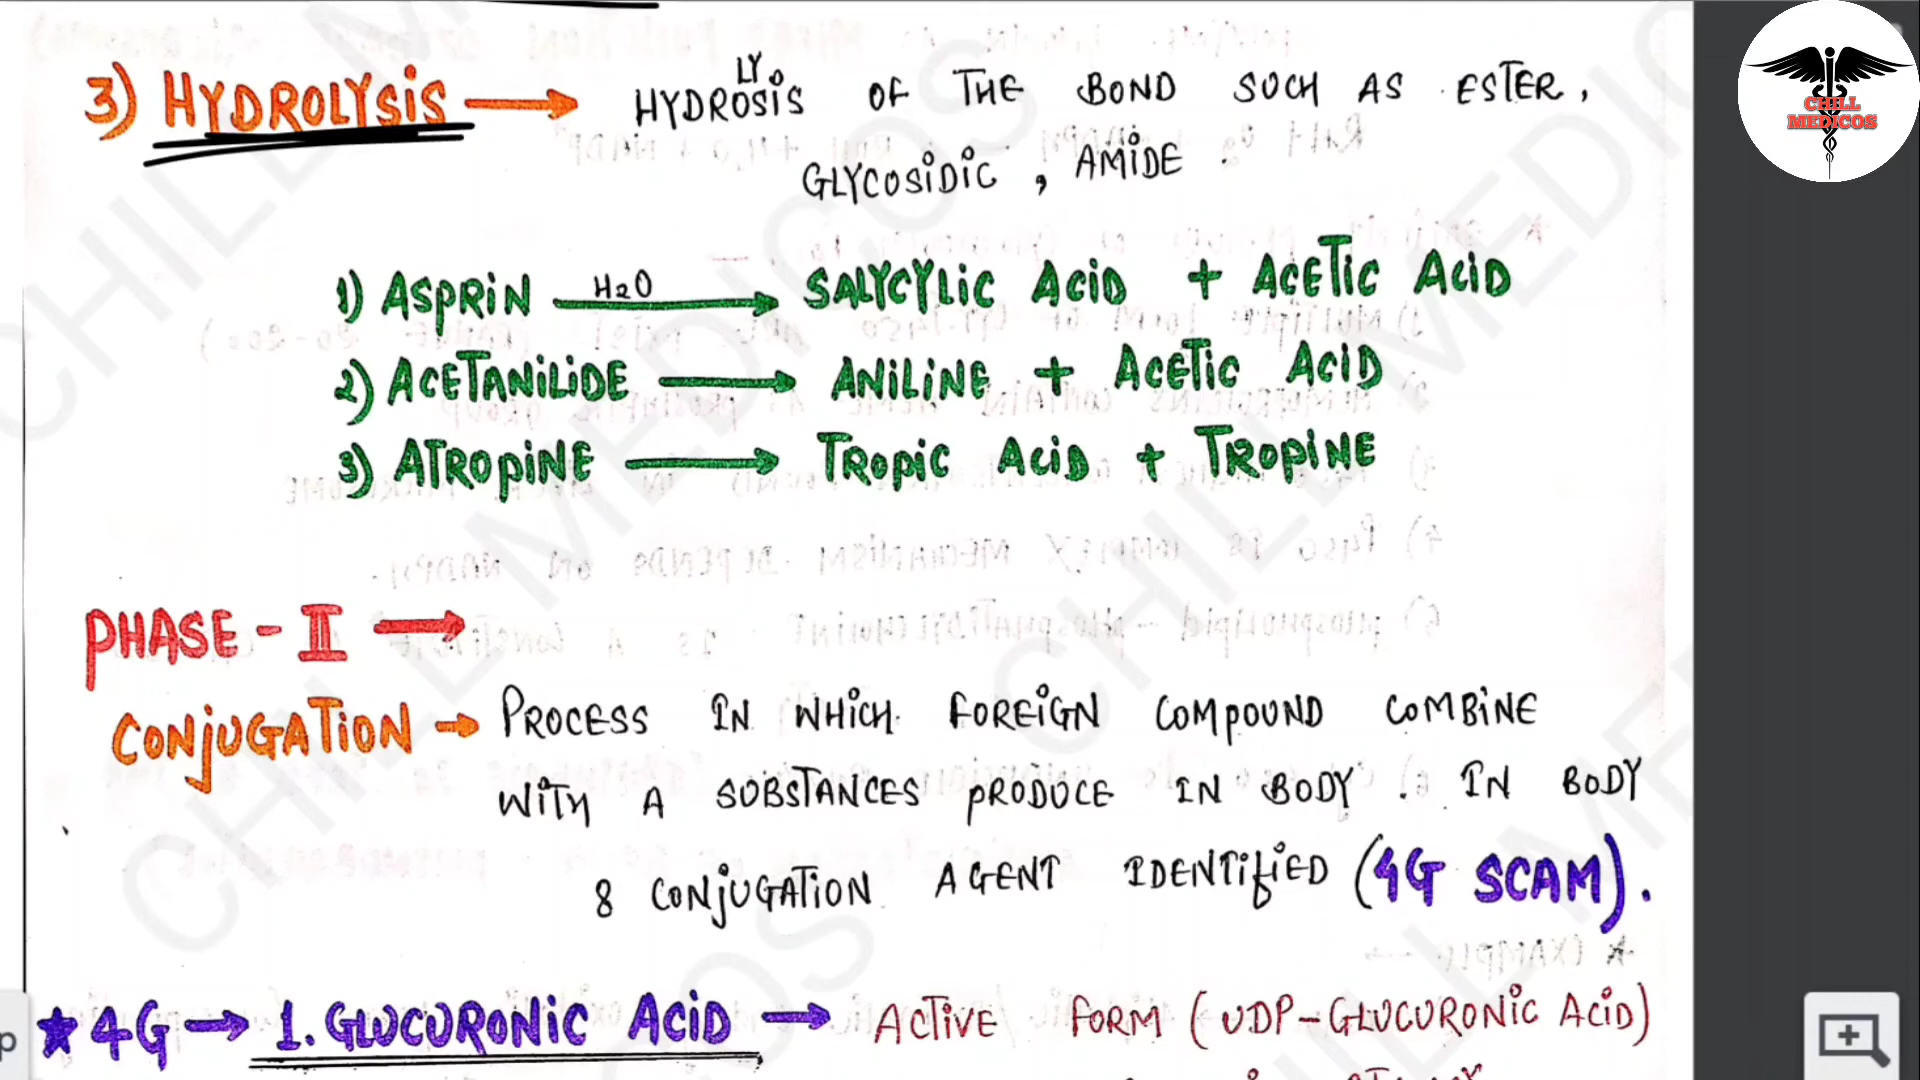 3) HYDROLYSIS → HYDROLYSIS OF THE BOND SUCH AS ESTER,
GLYCOSIDIC, AMIDE
1) ASPRIN H2O → SALYCYLIC ACID + ACETIC ACID
2) ACETANILIDE → ANILINE + ACETIC ACID
3) ATROPINE → TROPIC ACID + TROPINE
PHASE-II →
CONJUGATION → PROCESS IN WHICH FOREIGN COMPOUND COMBINE
WITH A SUBSTANCES PRODUCE IN BODY. IN BODY
8 CONJUGATION AGENT IDENTIFIED (4G SCAM).
★ 4G → 1. GLUCURONIC ACID → ACTIVE FORM (UDP-GLUCURONIC ACID)
CHILL
MEDICOS
CHILL MEDICOS